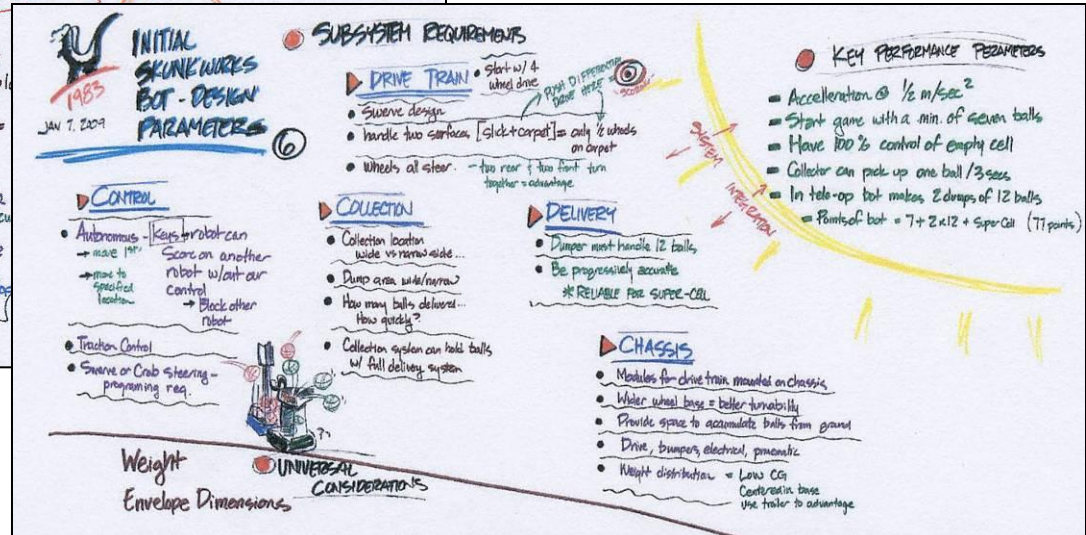 INITIAL
SKUNKWORKS
BOT - DESIGN
PARAMETERS
6
1983
JAN 7. 2009
SUBSYSTEM REQUIREMENTS
DRIVE TRAIN
• Start w/ 4
wheel drive
PUSH DIFFERENTIAL
DRIVE HERE =
• Swerve design
• handle two surfaces [slick+carpet] = only 1/2 wheels
on carpet
• Wheels all steer. - two rear & two front turn
together = advantage.
CONTROL
• Autonomous - Keys → robot can
→ move 1st
Score on another
robot w/out our
control
→ move to
specified
location
→ Block other
robot
• Traction Control
• Swerve or Crab Steering -
programing req.
COLLECTION
• Collection location
wide vs narrow side...
• Dump area wide/narrow
• How many balls delivered...
How quickly?
• Collection system can hold balls
w/ full delivery system
DELIVERY
• Dumper must handle 12 balls
• Be progressively accurate
* RELIABLE FOR SUPER-CELL
CHASSIS
• Modules for drive train mounted on chassis
• Wider wheel base = better turnability
• Provide space to accumulate balls from ground
• Drive, bumpers, electrical, pneumatic
• Weight distribution = Low CG
Centered in base
use trailer to advantage
SYSTEM
INTEGRATION
KEY PERFORMANCE PERAMETERS
- Accelleration @ 1/2 m/sec²
- Start game with a min. of seven balls
- Have 100% control of empty cell
- Collector can pick up one ball / 3 secs
- In tele-op bot makes 2 dumps of 12 balls
= Points of bot = 7 + 2x12 + Super Cell (77 points)
??
UNIVERSAL
CONSIDERATIONS
Weight
Envelope Dimensions